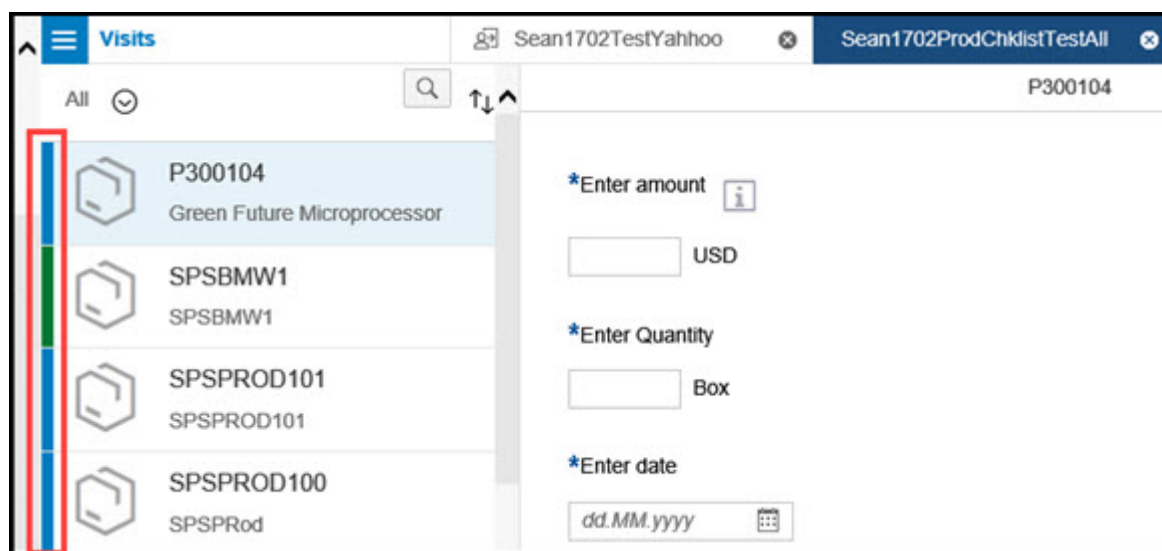 Visits
Sean1702TestYahhoo
Sean1702ProdChklistTestAll
All
P300104
P300104
Green Future Microprocessor
SPSBMW1
SPSBMW1
SPSPROD101
SPSPROD101
SPSPROD100
SPSPRod
*Enter amount i
USD
*Enter Quantity
Box
*Enter date
dd.MM.yyyy